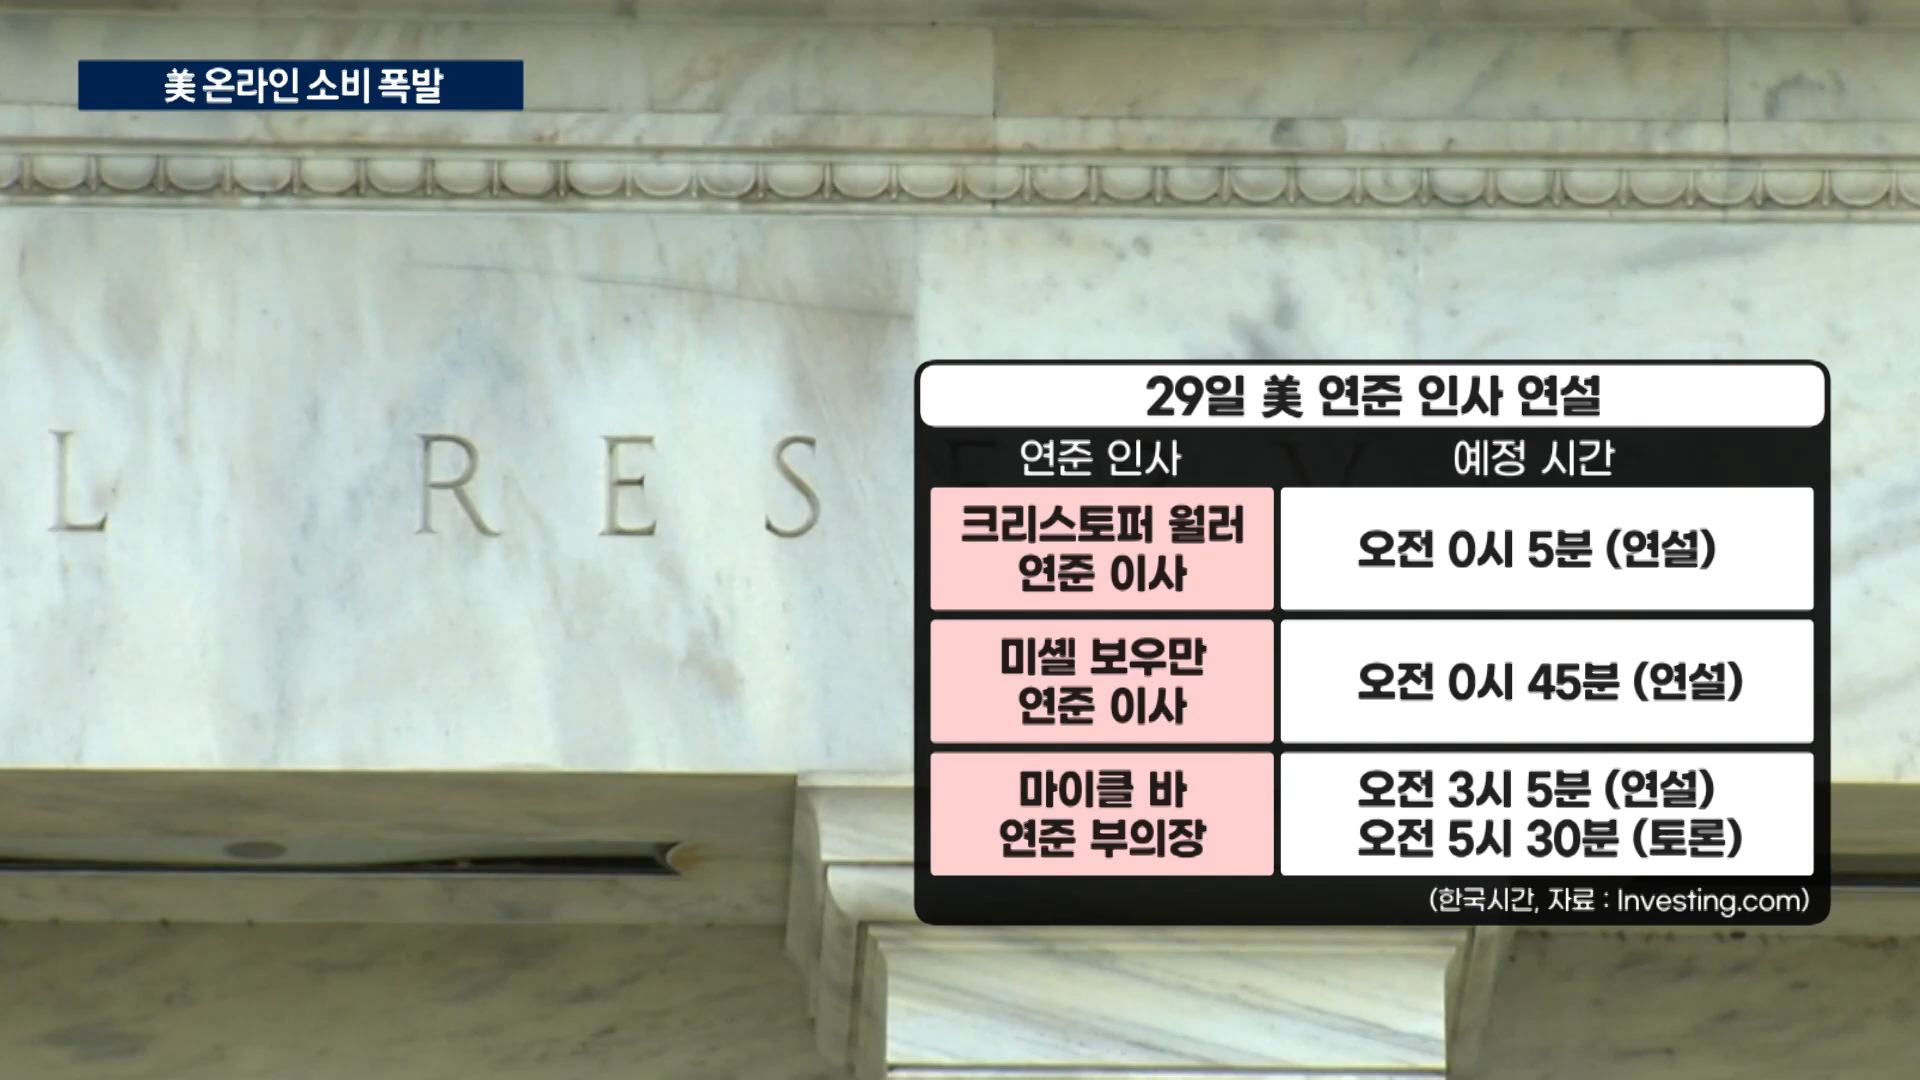 美 온라인 소비 폭발
L RES
29일 美 연준 인사 연설
연준 인사 예정 시간
크리스토퍼 월러
연준 이사
오전 0시 5분 (연설)
미셸 보우만
연준 이사
오전 0시 45분 (연설)
마이클 바
연준 부의장
오전 3시 5분 (연설)
오전 5시 30분 (토론)
(한국시간, 자료 : Investing.com)